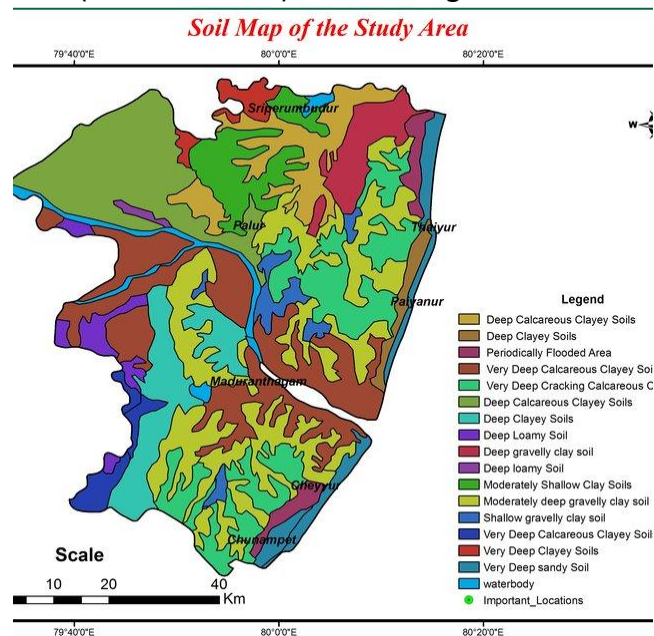 Soil Map of the Study Area
79°40'0"E 80°0'0"E 80°20'0"E
Sriperumbudur
W
Palur
Thaiyur
Paiyanur
Maduranthagam
Cheyyur
Chunampet
Legend
Deep Calcareous Clayey Soils
Deep Clayey Soils
Periodically Flooded Area
Very Deep Calcareous Clayey Soi
Very Deep Cracking Calcareous C
Deep Calcareous Clayey Soils
Deep Clayey Soils
Deep Loamy Soil
Deep gravelly clay soil
Deep loamy Soil
Moderately Shallow Clay Soils
Moderately deep gravelly clay soil
Shallow gravelly clay soil
Very Deep Calcareous Clayey Soil
Very Deep Clayey Soils
Very Deep sandy Soil
waterbody
Important_Locations
Scale
10 20 40
Km
79°40'0"E 80°0'0"E 80°20'0"E